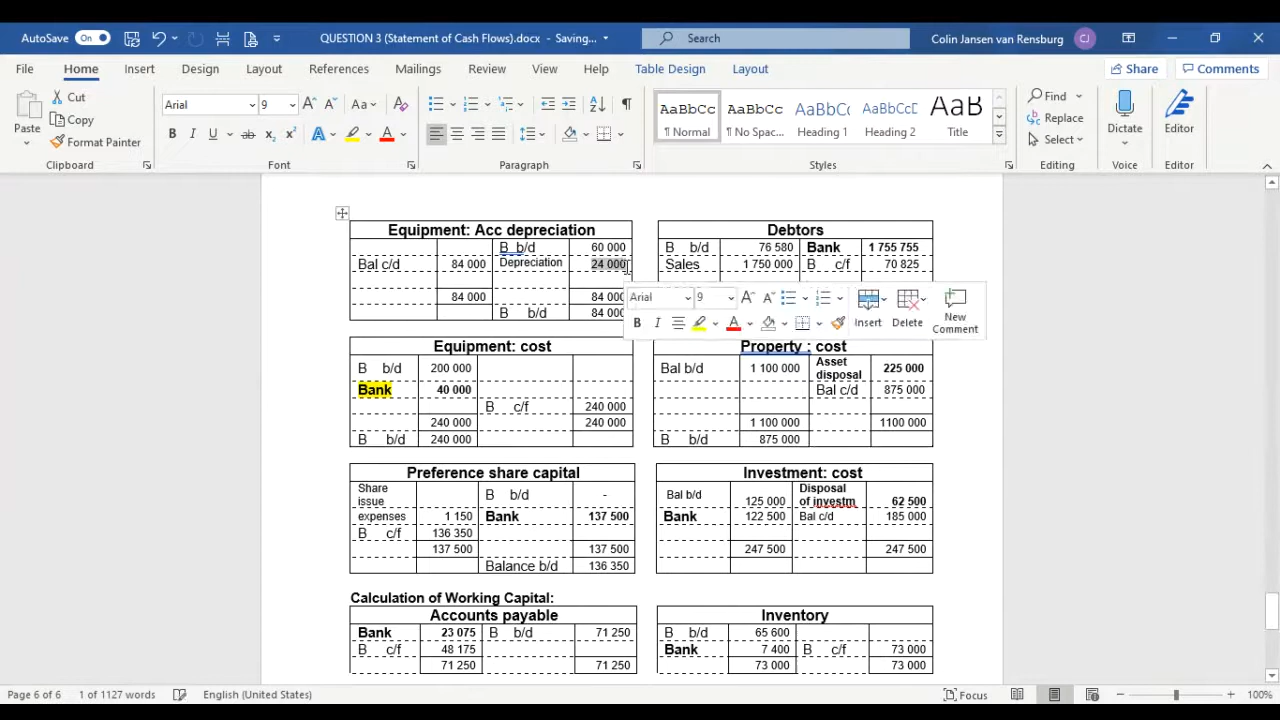 AutoSave On QUESTION 3 (Statement of Cash Flows).docx - Saving... Search Colin Jansen van Rensburg CJ
File Home Insert Design Layout References Mailings Review View Help Table Design Layout Share Comments
Paste Cut Copy Format Painter
Arial 9 Aa
B I U ab x₂ x² A A
AaBbCc ¶ Normal
AaBbCc ¶ No Spac...
AaBbCc Heading 1
AaBbCcD Heading 2
AaB Title
Find Replace Select
Dictate Editor
Clipboard Font Paragraph Styles Editing Voice Editor
Equipment: Acc depreciation
B b/d 60 000
Bal c/d 84 000 Depreciation 24 000
84 000 84 000
B b/d 84 000
Debtors
B b/d 76 580 Bank 1 755 755
Sales 1 750 000 B c/f 70 825
Arial 9
B I A
Insert Delete New Comment
Equipment: cost
B b/d 200 000
Bank 40 000
B c/f 240 000
240 000 240 000
B b/d 240 000
Property : cost
Bal b/d 1 100 000 Asset disposal 225 000
Bal c/d 875 000
1 100 000 1100 000
B b/d 875 000
Preference share capital
Share issue B b/d -
expenses 1 150 Bank 137 500
B c/f 136 350
137 500 137 500
Balance b/d 136 350
Investment: cost
Bal b/d 125 000 Disposal of investm 62 500
Bank 122 500 Bal c/d 185 000
247 500 247 500
Calculation of Working Capital:
Accounts payable
Bank 23 075 B b/d 71 250
B c/f 48 175
71 250 71 250
Inventory
B b/d 65 600
Bank 7 400 B c/f 73 000
73 000 73 000
Page 6 of 6 1 of 1127 words English (United States) Focus 100%